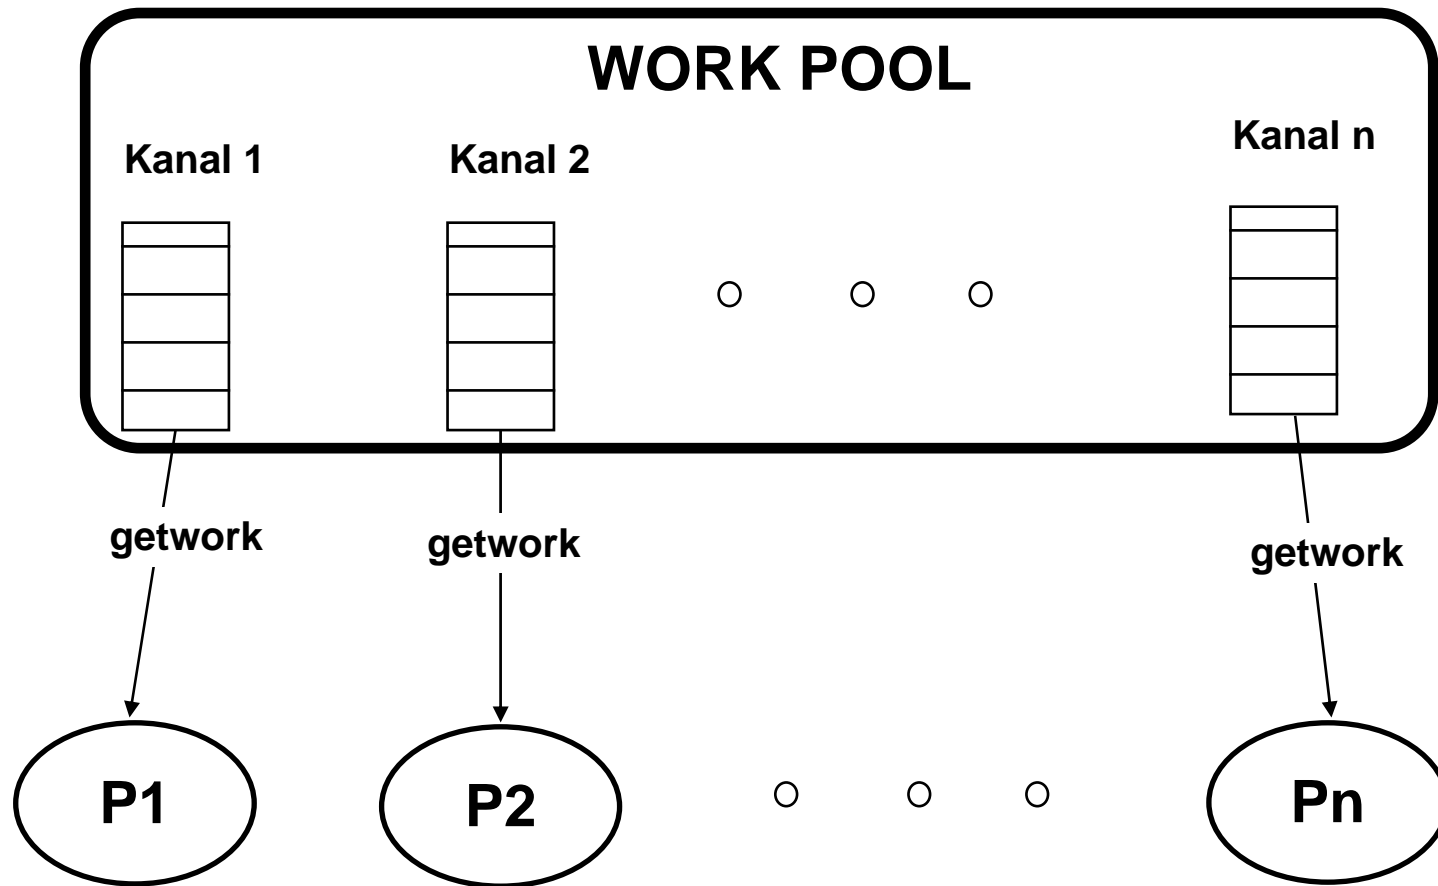 WORK POOL
Kanal 1
Kanal 2
Kanal n
getwork
getwork
getwork
P1
P2
Pn